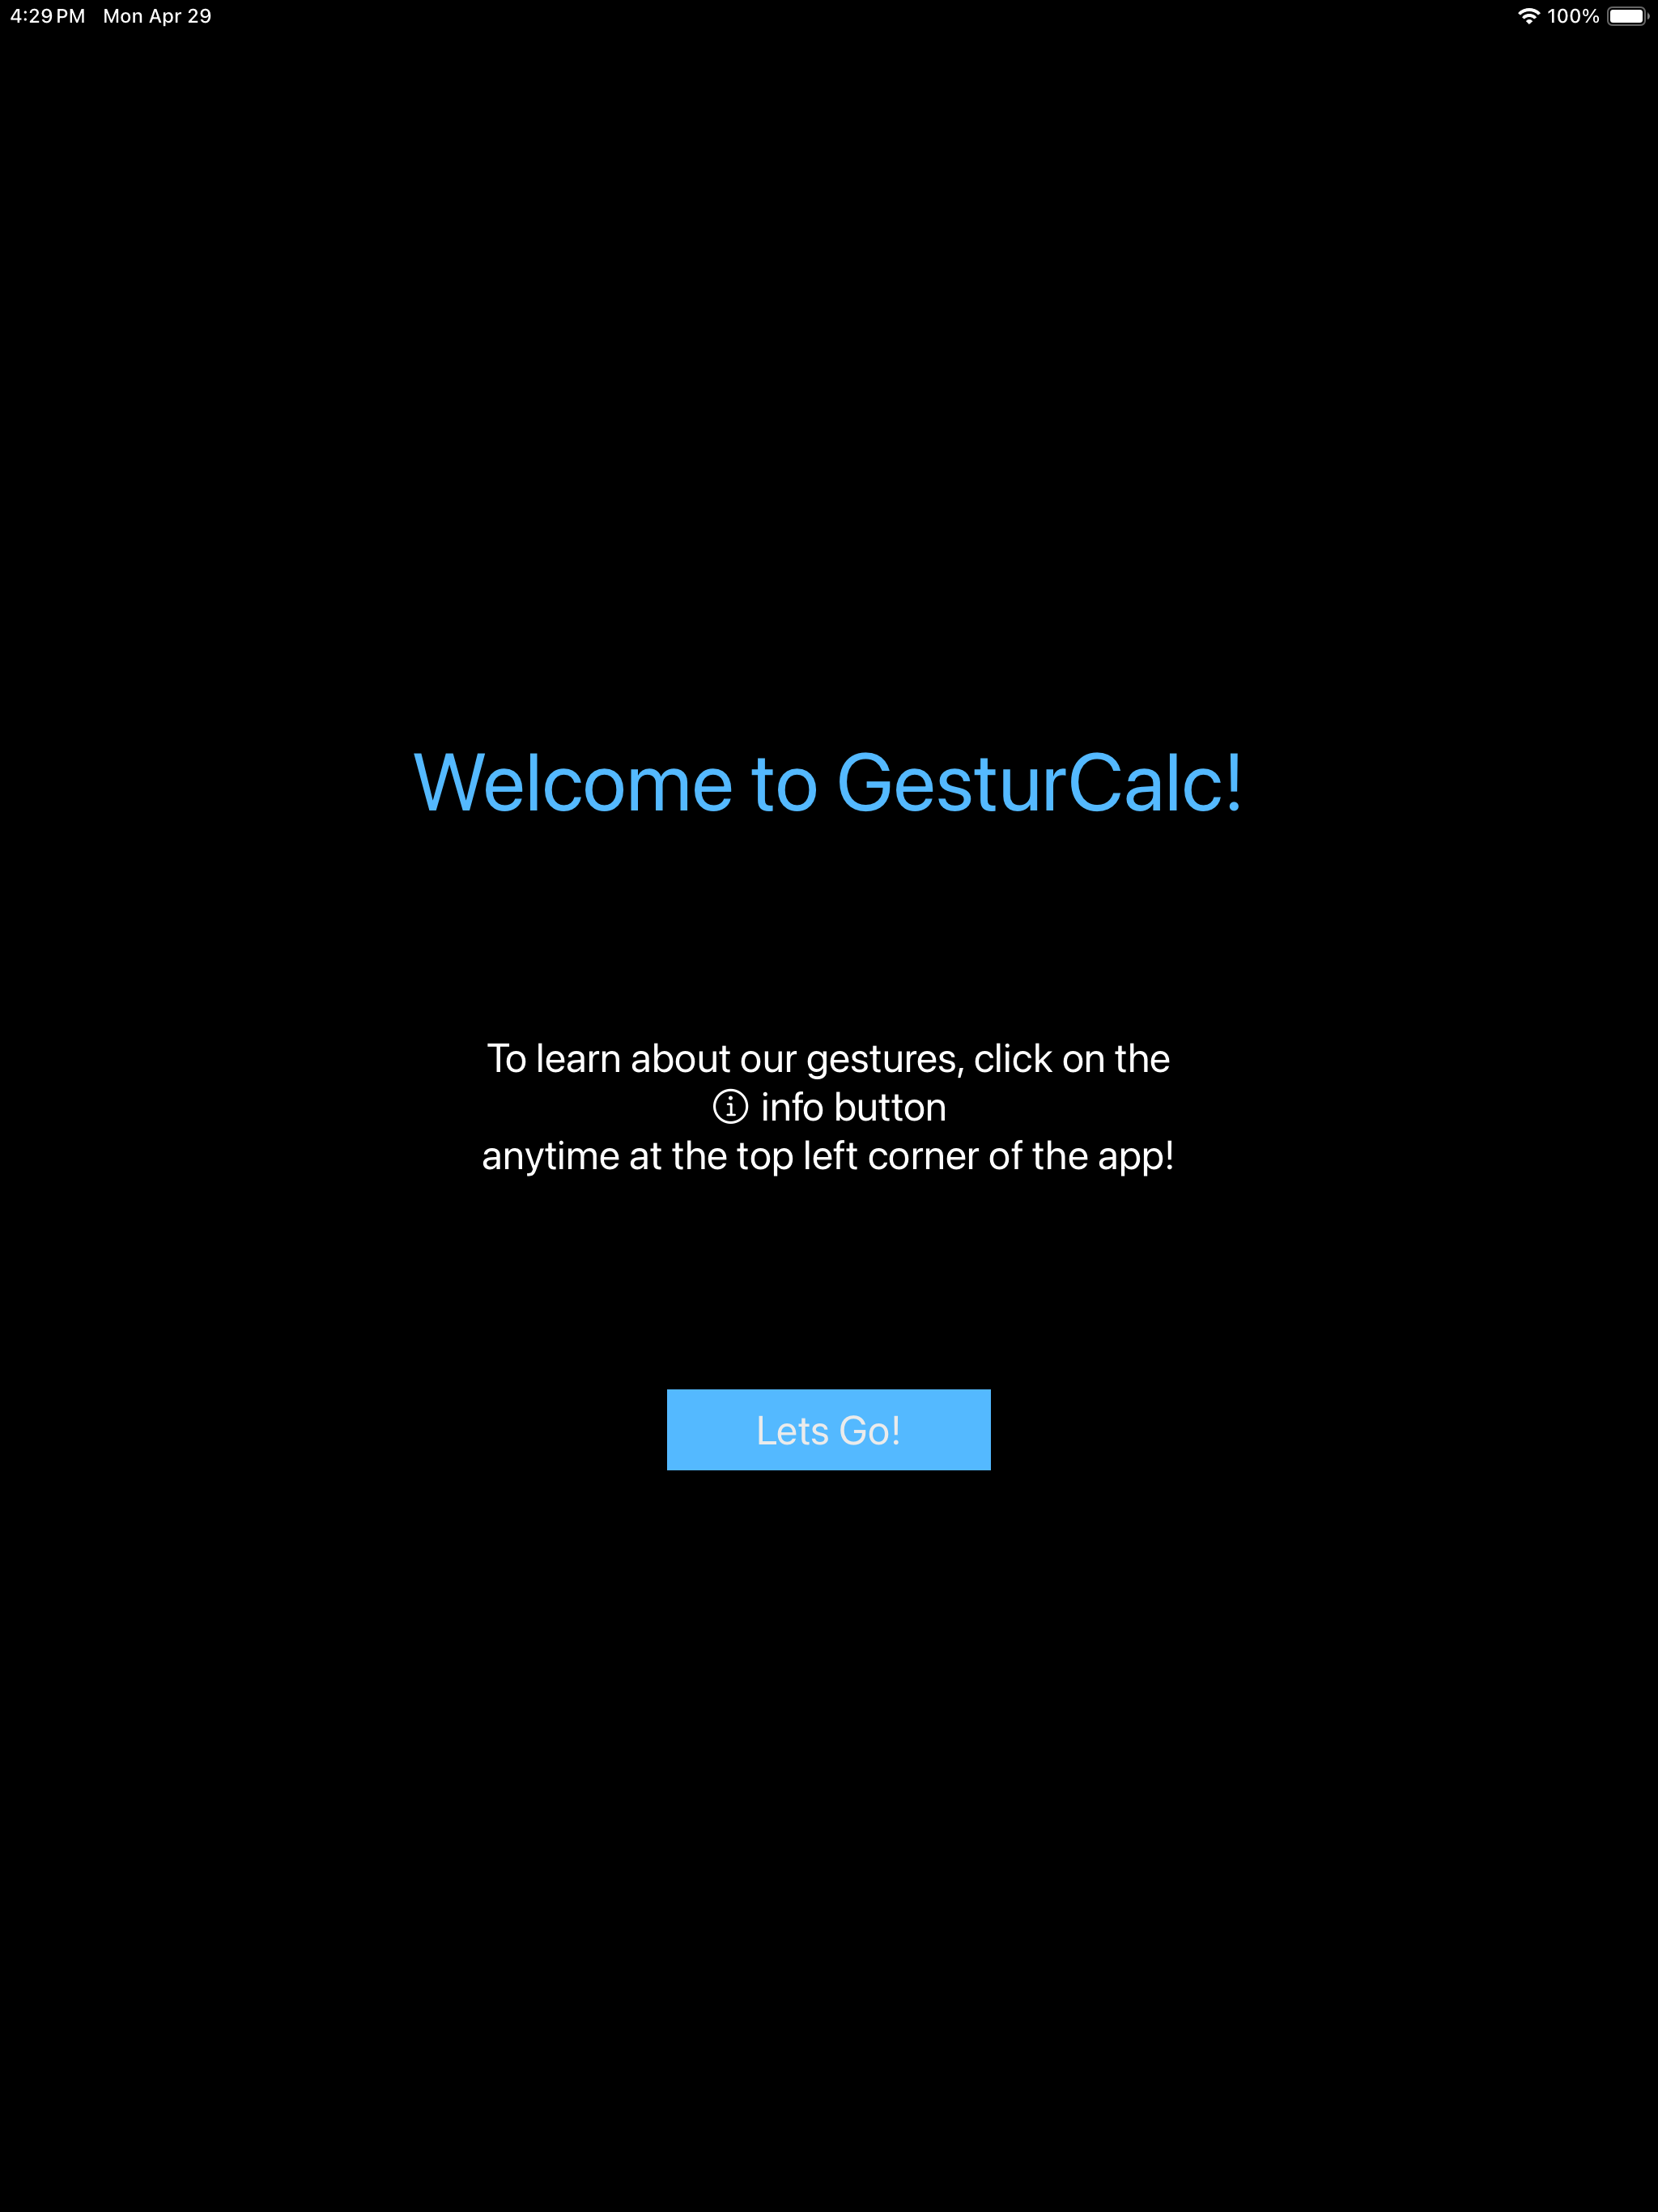 4:29 PM Mon Apr 29 100%
Welcome to GesturCalc!
To learn about our gestures, click on the
info button
anytime at the top left corner of the app!
Lets Go!